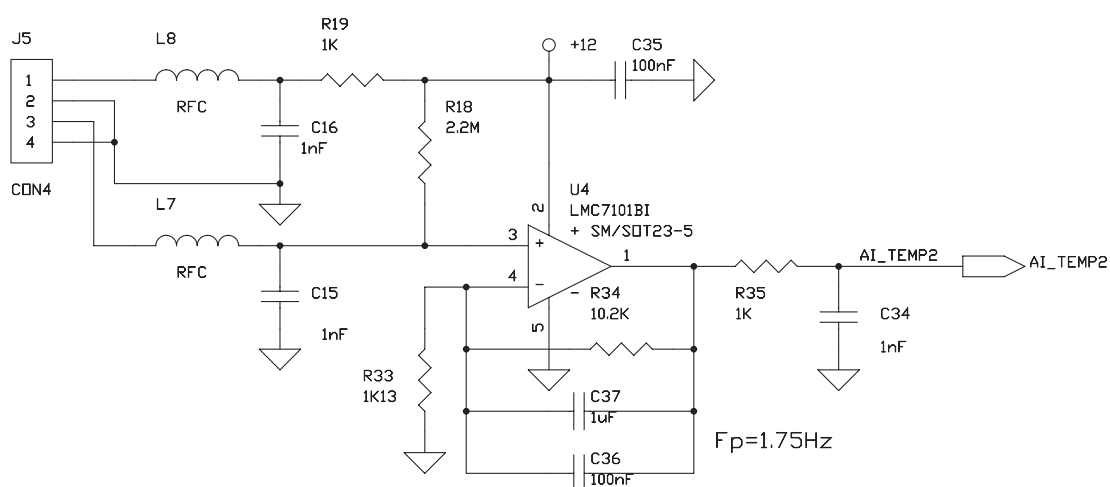 J5
L8
R19
1K
+12
C35
100nF
1
2
3
4
RFC
C16
1nF
R18
2.2M
CON4
L7
RFC
C15
1nF
U4
LMC7101BI
+ SM/SOT23-5
2
3
+
4
-
1
-
5
R34
10.2K
R35
1K
AI_TEMP2
AI_TEMP2
C34
1nF
R33
1K13
C37
1uF
C36
100nF
Fp=1.75Hz